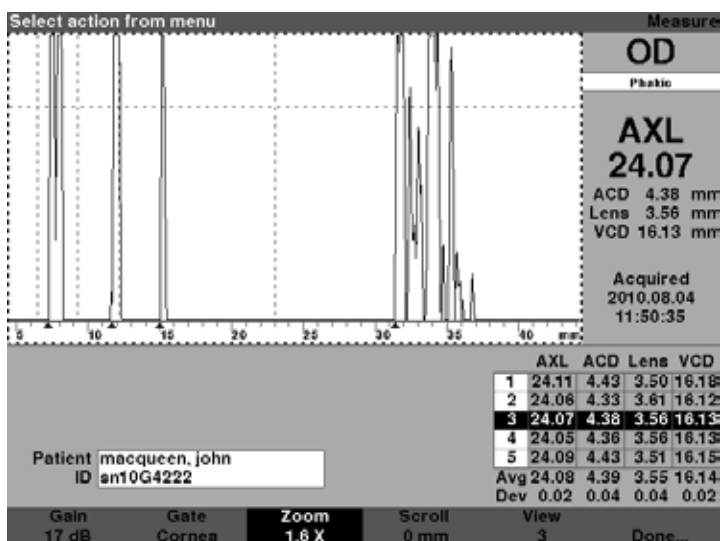 Select action from menu Measure
OD
Phakic
AXL
24.07
ACD 4.38 mm
Lens 3.56 mm
VCD 16.13 mm
Acquired
2010.08.04
11:50:35
5 10 15 20 25 30 35 40 mm
AXL ACD Lens VCD
1 24.11 4.43 3.50 16.18
2 24.06 4.33 3.61 16.12
3 24.07 4.38 3.56 16.13
4 24.05 4.36 3.56 16.13
5 24.09 4.43 3.51 16.15
Avg 24.08 4.39 3.55 16.14
Dev 0.02 0.04 0.04 0.02
Patient macqueen, john
ID sn10G4222
Gain Gate Zoom Scroll View
17 dB Cornea 1.6 X 0 mm 3 Done...